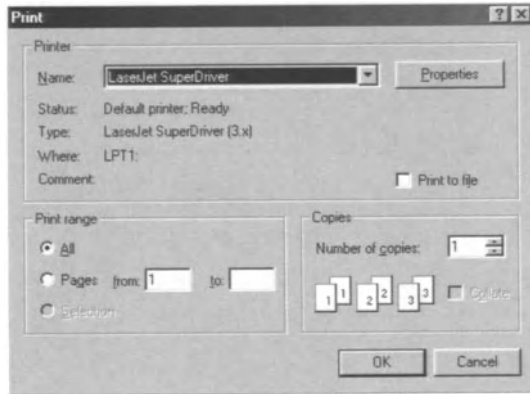 Print
Printer
Name: LaserJet SuperDriver Properties
Status: Default printer; Ready
Type: LaserJet SuperDriver (3.x)
Where: LPT1:
Comment: Print to file
Print range
All
Pages from: 1 to:
Selection
Copies
Number of copies: 1
1 1 2 2 3 3 Collate
OK Cancel